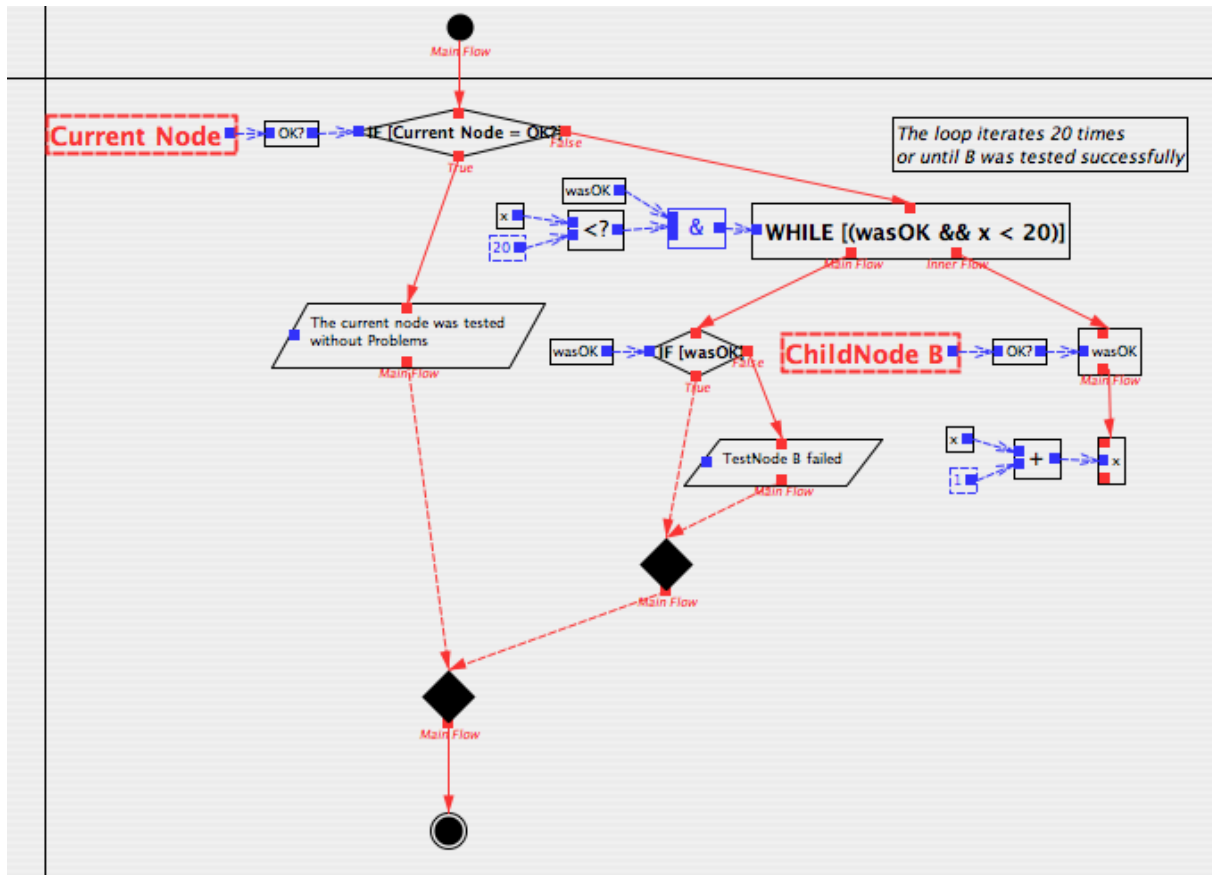 Main Flow
Current Node
OK?
IF [Current Node = OK?]
False
True
The loop iterates 20 times
or until B was tested successfully
wasOK
x
<?
20
&
WHILE [(wasOK && x < 20)]
Main Flow
Inner Flow
The current node was tested
without Problems
Main Flow
wasOK
IF [wasOK]
False
True
ChildNode B
OK?
wasOK
Main Flow
TestNode B failed
Main Flow
x
+
1
x
Main Flow
Main Flow